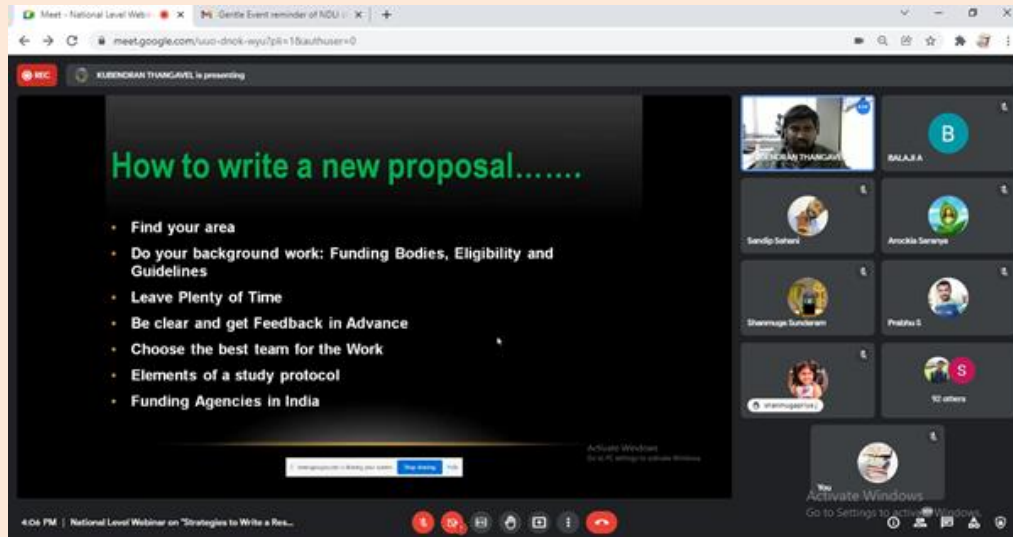 Meet - National Level Webi
Gentle Event reminder of NDLI
meet.google.com/uuo-dnok-wyu?pli=1&authuser=0
REC
KUBENDRAN THANGAVEL is presenting
How to write a new proposal.......
• Find your area
• Do your background work: Funding Bodies, Eligibility and
Guidelines
• Leave Plenty of Time
• Be clear and get Feedback in Advance
• Choose the best team for the Work
• Elements of a study protocol
• Funding Agencies in India
Activate Windows
Go to PC settings to activate Windows.
Stop sharing
Hide
THANGAVEL
B
BALAJI A
Sandip Sahani
Arockia Saranya
Shanmuga Sundaram
Prabhu S
shanmugapriya j
S
92 others
You
Activate Windows
Go to Settings to activate Windows.
4:06 PM | National Level Webinar on "Strategies to Write a Res...